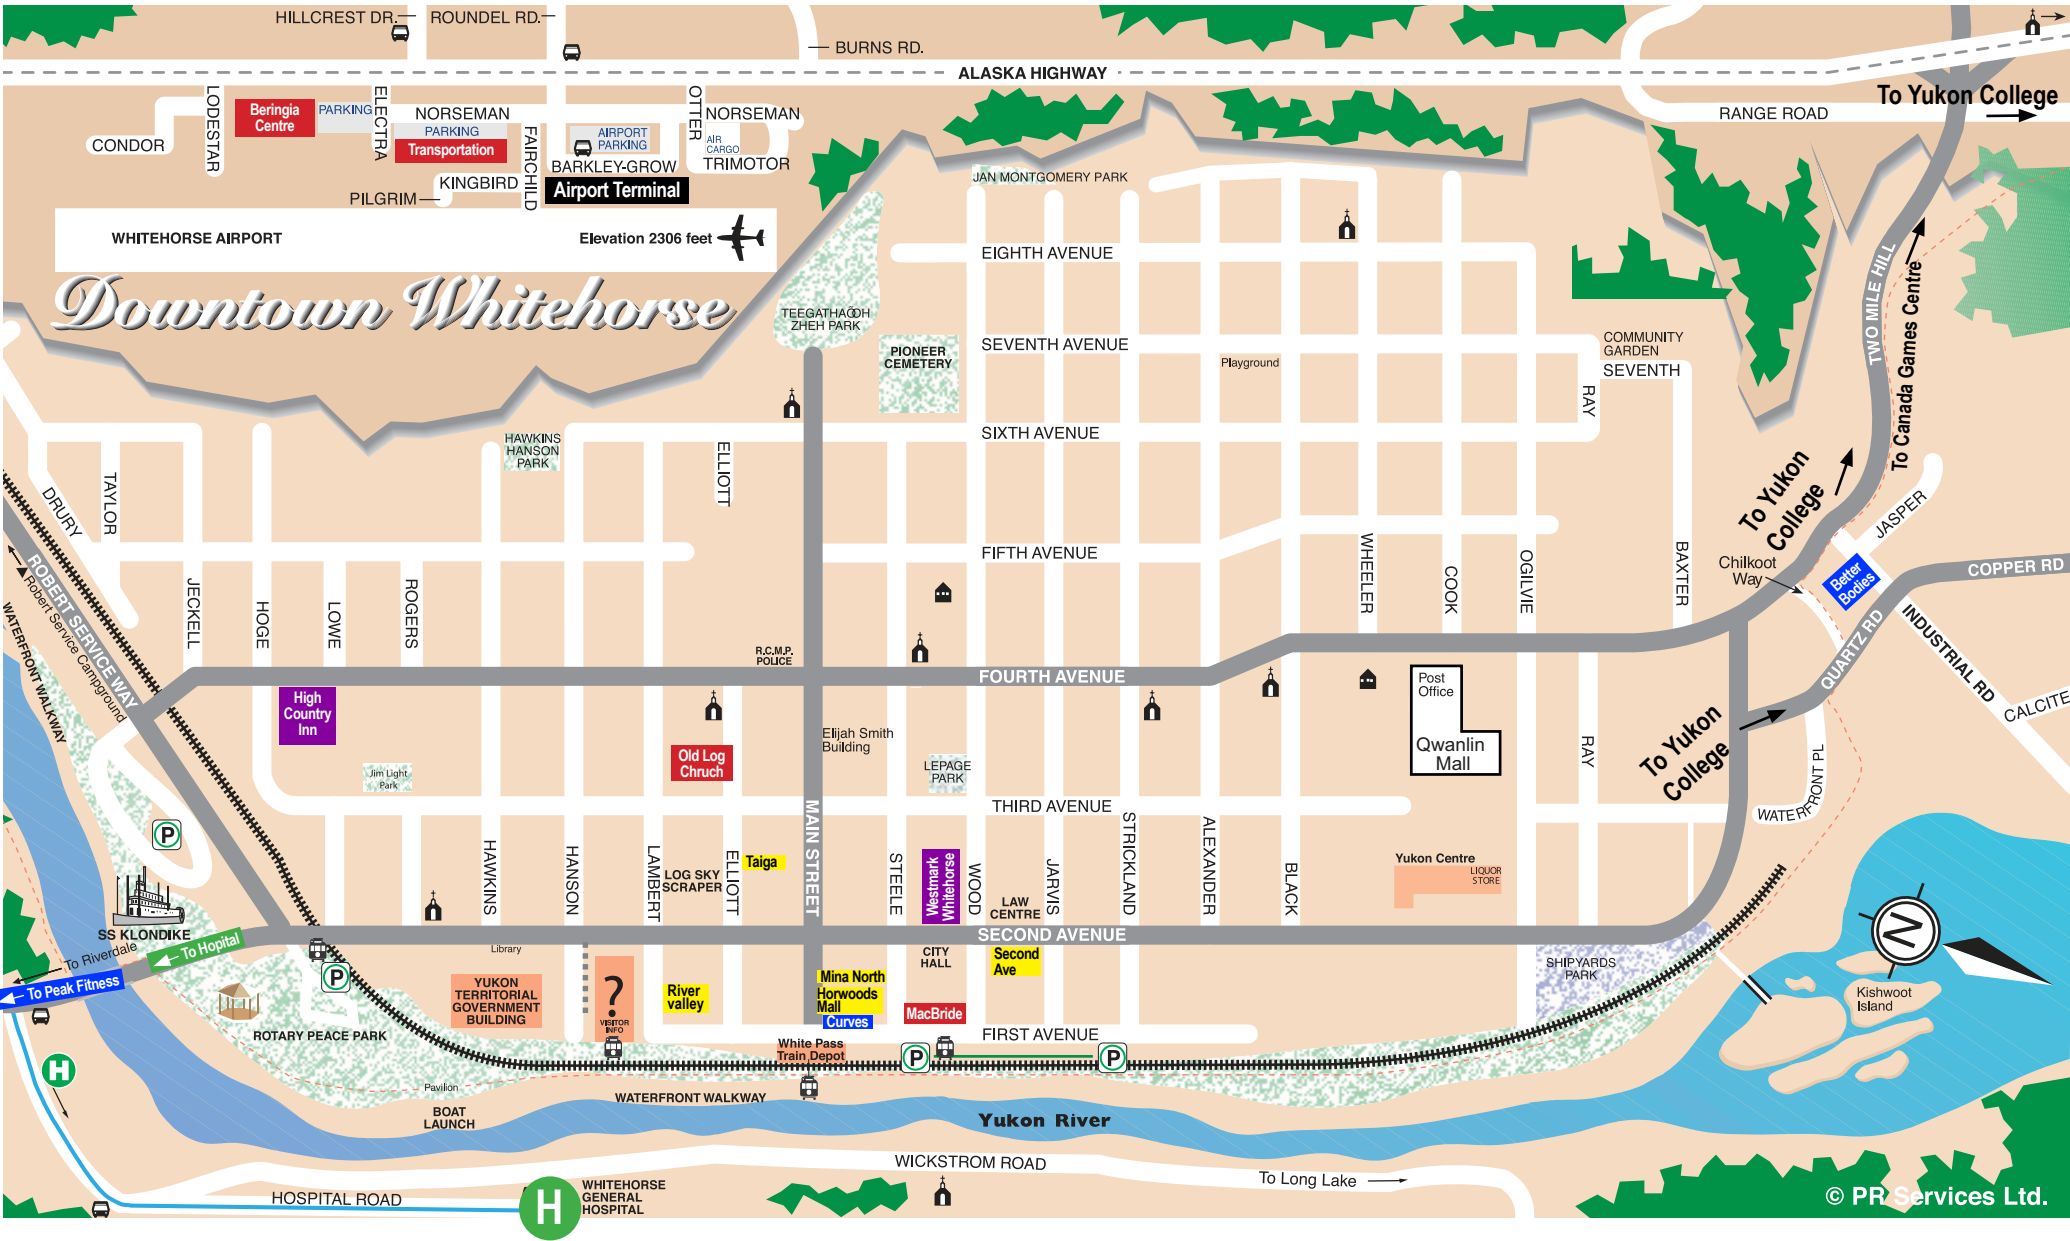 HILLCREST DR.
ROUNDEL RD.
BURNS RD.
ALASKA HIGHWAY
To Yukon College
RANGE ROAD
LODESTAR
Beringia
Centre
PARKING
ELECTRA
NORSEMAN
PARKING
Transportation
FAIRCHILD
AIRPORT
PARKING
OTTER
NORSEMAN
AIR
CARGO
TRIMOTOR
CONDOR
BARKLEY-GROW
KINGBIRD
Airport Terminal
PILGRIM
WHITEHORSE AIRPORT
Elevation 2306 feet
Downtown Whitehorse
JAN MONTGOMERY PARK
EIGHTH AVENUE
TEEGATHAÕOH
ZHEH PARK
PIONEER
CEMETERY
SEVENTH AVENUE
Playground
COMMUNITY
GARDEN
SEVENTH
RAY
TWO MILE HILL
To Canada Games Centre
SIXTH AVENUE
HAWKINS
HANSON
PARK
ELLIOTT
TAYLOR
DRURY
To Yukon
College
JASPER
FIFTH AVENUE
WHEELER
COOK
OGILVIE
BAXTER
Chilkoot
Way
Better
Bodies
COPPER RD
QUARTZ RD
INDUSTRIAL RD
CALCITE
ROBERT SERVICE WAY
Robert Service Campground
WATERFRONT WALKWAY
JECKELL
HOGE
LOWE
ROGERS
R.C.M.P.
POLICE
FOURTH AVENUE
High
Country
Inn
Old Log
Chruch
Elijah Smith
Building
Post
Office
Qwanlin
Mall
To Yukon
College
RAY
WATERFRONT PL
Jim Light
Park
LEPAGE
PARK
THIRD AVENUE
MAIN STREET
P
HAWKINS
HANSON
LAMBERT
LOG SKY
SCRAPER
ELLIOTT
Taiga
STEELE
Westmark
Whitehorse
WOOD
LAW
CENTRE
JARVIS
STRICKLAND
ALEXANDER
BLACK
Yukon Centre
LIQUOR
STORE
SS KLONDIKE
To Riverdale
To Hopital
To Peak Fitness
SECOND AVENUE
Library
CITY
HALL
Second
Ave
SHIPYARDS
PARK
N
Kishwoot
Island
P
YUKON
TERRITORIAL
GOVERNMENT
BUILDING
?
VISITOR
INFO
River
valley
Mina North
Horwoods
Mall
Curves
MacBride
FIRST AVENUE
ROTARY PEACE PARK
White Pass
Train Depot
P
P
H
Pavilion
BOAT
LAUNCH
WATERFRONT WALKWAY
Yukon River
WICKSTROM ROAD
To Long Lake
HOSPITAL ROAD
H
WHITEHORSE
GENERAL
HOSPITAL
© PR Services Ltd.